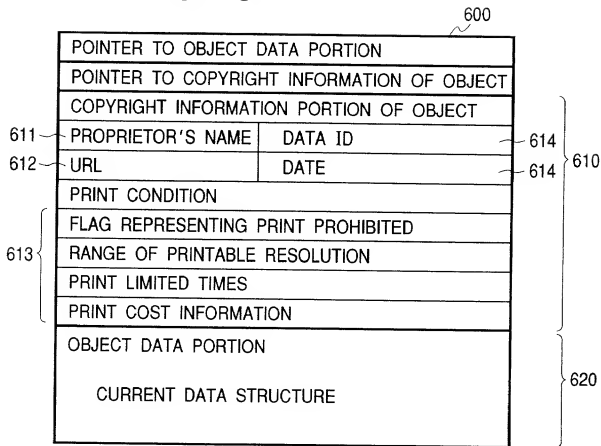 600
POINTER TO OBJECT DATA PORTION
POINTER TO COPYRIGHT INFORMATION OF OBJECT
COPYRIGHT INFORMATION PORTION OF OBJECT
611 PROPRIETOR'S NAME DATA ID 614
612 URL DATE 614
610
PRINT CONDITION
FLAG REPRESENTING PRINT PROHIBITED
613 RANGE OF PRINTABLE RESOLUTION
PRINT LIMITED TIMES
PRINT COST INFORMATION
OBJECT DATA PORTION
620
CURRENT DATA STRUCTURE